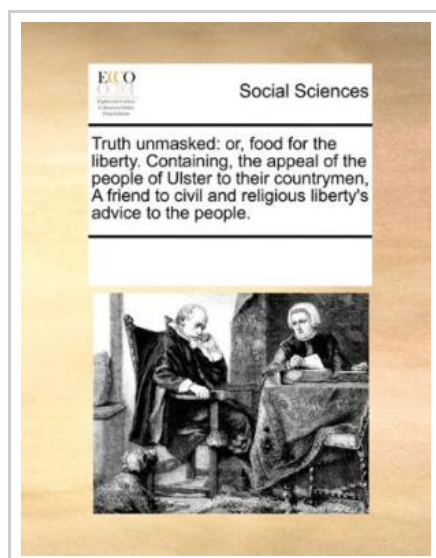 ECCO
Social Sciences
Truth unmasked: or, food for the
liberty. Containing, the appeal of the
people of Ulster to their countrymen,
A friend to civil and religious liberty's
advice to the people.